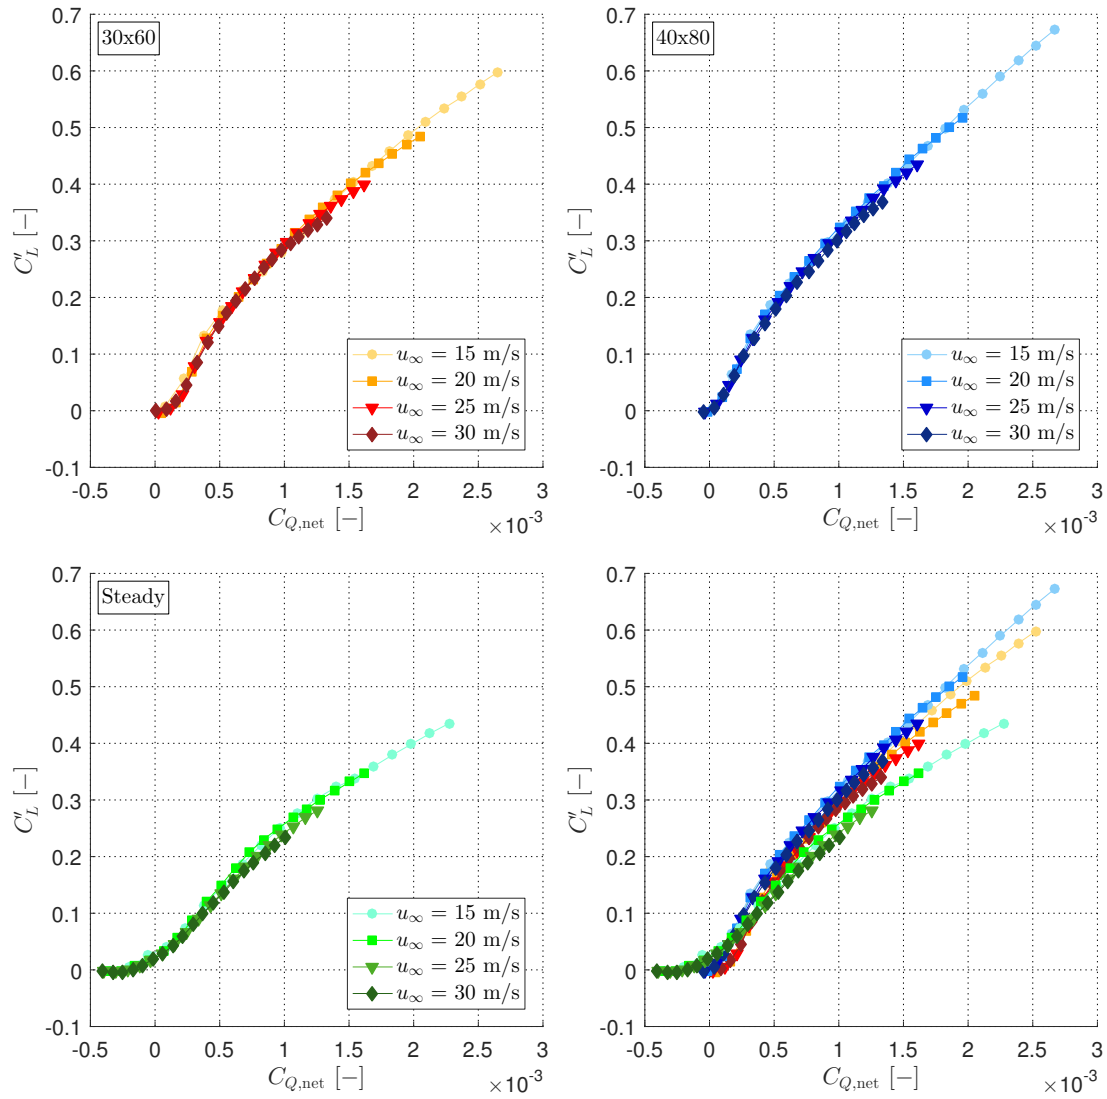 30x60
0.7
0.6
0.5
0.4
0.3
0.2
0.1
0
-0.1
C′_L [−]
-0.5 0 0.5 1 1.5 2 2.5 3
C_Q,net [−]
×10^-3
u_∞ = 15 m/s
u_∞ = 20 m/s
u_∞ = 25 m/s
u_∞ = 30 m/s
40x80
0.7
0.6
0.5
0.4
0.3
0.2
0.1
0
-0.1
C′_L [−]
-0.5 0 0.5 1 1.5 2 2.5 3
C_Q,net [−]
×10^-3
u_∞ = 15 m/s
u_∞ = 20 m/s
u_∞ = 25 m/s
u_∞ = 30 m/s
Steady
0.7
0.6
0.5
0.4
0.3
0.2
0.1
0
-0.1
C′_L [−]
-0.5 0 0.5 1 1.5 2 2.5 3
C_Q,net [−]
×10^-3
u_∞ = 15 m/s
u_∞ = 20 m/s
u_∞ = 25 m/s
u_∞ = 30 m/s
0.7
0.6
0.5
0.4
0.3
0.2
0.1
0
-0.1
C′_L [−]
-0.5 0 0.5 1 1.5 2 2.5 3
C_Q,net [−]
×10^-3